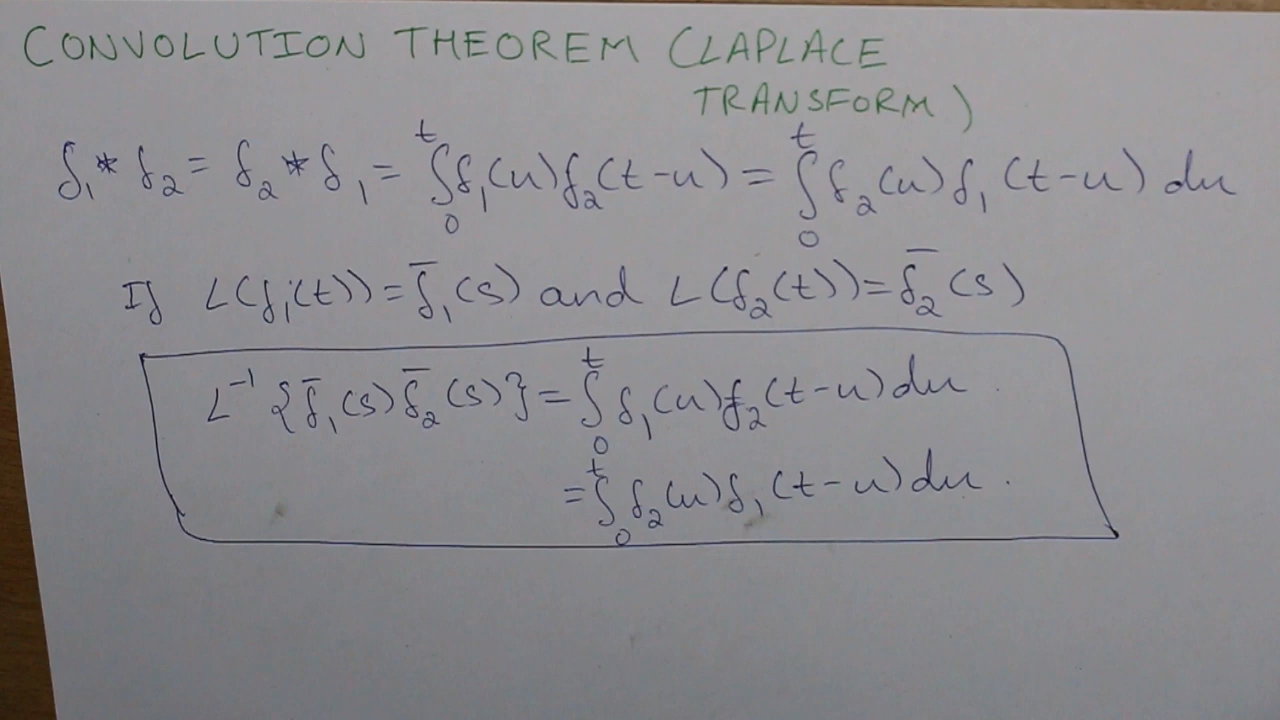 CONVOLUTION THEOREM (LAPLACE
TRANSFORM)
f₁ * f₂ = f₂ * f₁ = ∫₀ᵗ f₁(u) f₂(t-u) = ∫₀ᵗ f₂(u) f₁(t-u) du
If L(f₁(t)) = f̄₁(s) and L(f₂(t)) = f̄₂(s)
L⁻¹{f̄₁(s) f̄₂(s)} = ∫₀ᵗ f₁(u) f₂(t-u) du.
= ∫₀ᵗ f₂(u) f₁(t-u) du.